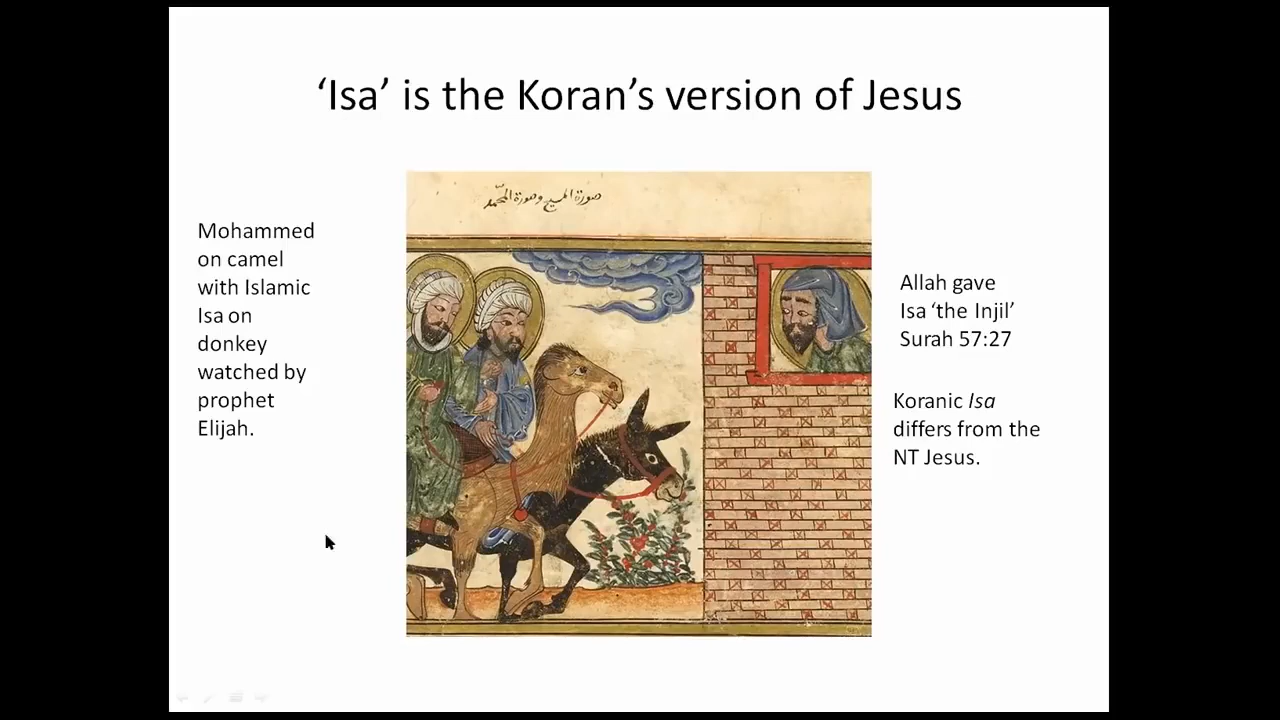 ‘Isa’ is the Koran’s version of Jesus
صورة المسيح وصورة المحمد
Mohammed
on camel
with Islamic
Isa on
donkey
watched by
prophet
Elijah.
Allah gave
Isa ‘the Injil’
Surah 57:27
Koranic Isa
differs from the
NT Jesus.